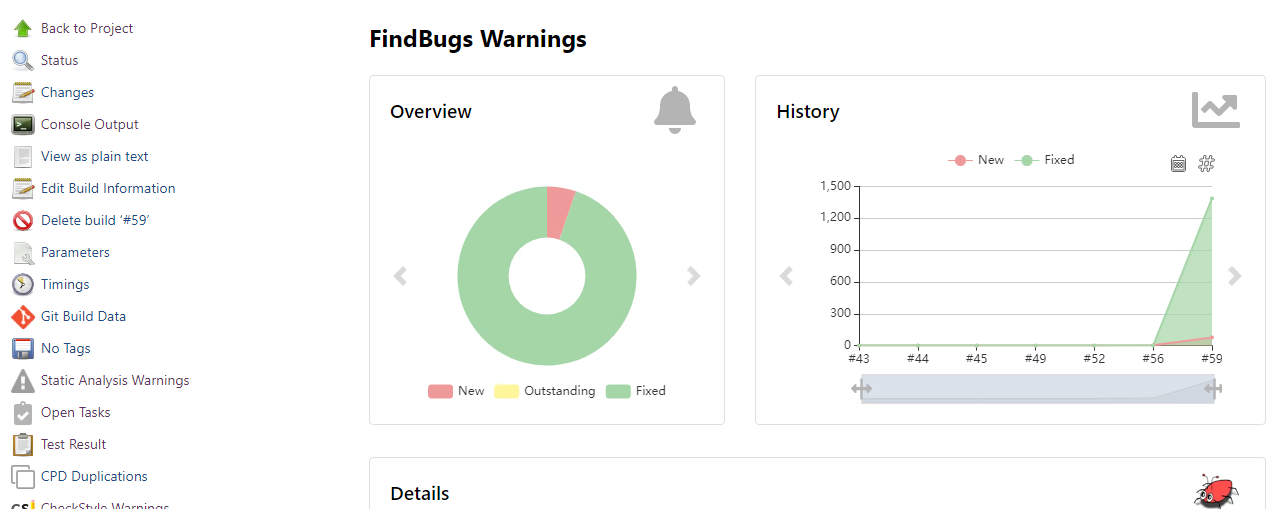 Back to Project
Status
Changes
Console Output
View as plain text
Edit Build Information
Delete build ‘#59’
Parameters
Timings
Git Build Data
No Tags
Static Analysis Warnings
Open Tasks
Test Result
CPD Duplications
CheckStyle Warnings
FindBugs Warnings
Overview
New Outstanding Fixed
History
New Fixed
1,500
1,200
900
600
300
0
#43 #44 #45 #49 #52 #56 #59
Details